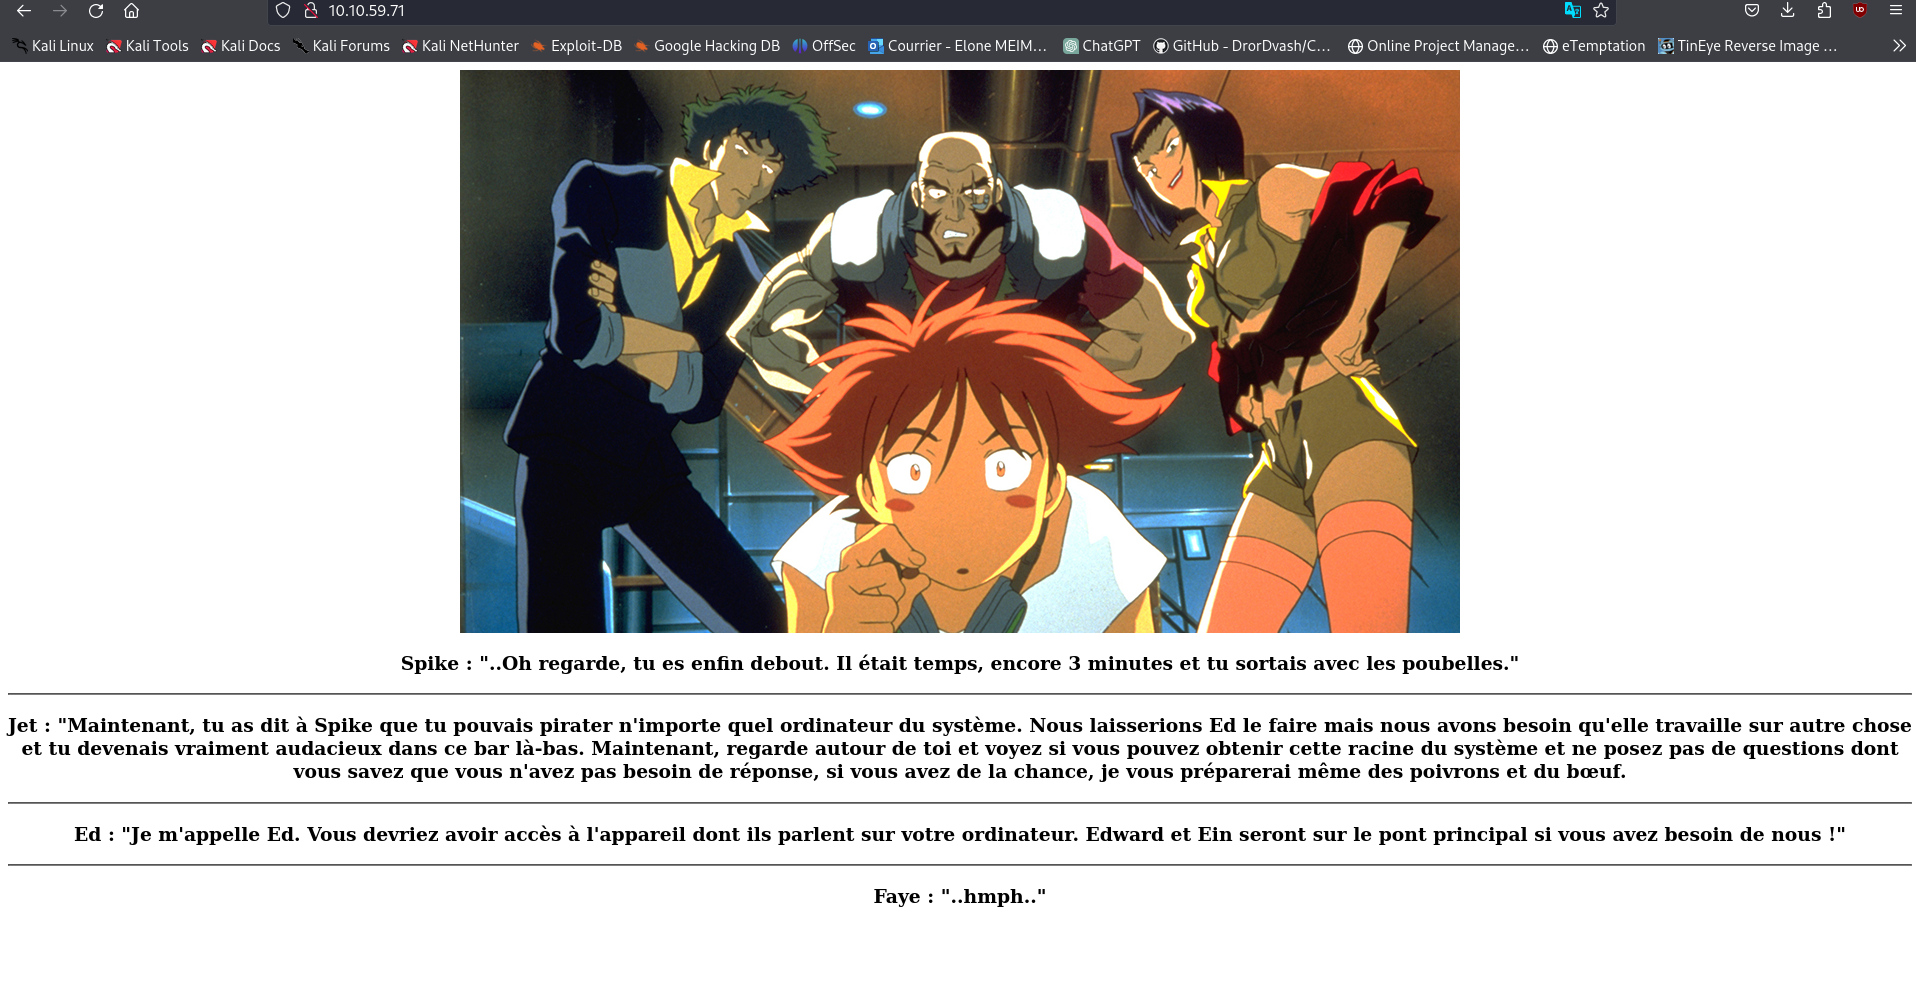 10.10.59.71
Kali Linux Kali Tools Kali Docs Kali Forums Kali NetHunter Exploit-DB Google Hacking DB OffSec Courrier - Elone MEIM... ChatGPT GitHub - DrorDvash/C... Online Project Manage... eTemptation TinEye Reverse Image ...
Spike : "..Oh regarde, tu es enfin debout. Il était temps, encore 3 minutes et tu sortais avec les poubelles."
Jet : "Maintenant, tu as dit à Spike que tu pouvais pirater n'importe quel ordinateur du système. Nous laisserions Ed le faire mais nous avons besoin qu'elle travaille sur autre chose
et tu devenais vraiment audacieux dans ce bar là-bas. Maintenant, regarde autour de toi et voyez si vous pouvez obtenir cette racine du système et ne posez pas de questions dont
vous savez que vous n'avez pas besoin de réponse, si vous avez de la chance, je vous préparerai même des poivrons et du bœuf.
Ed : "Je m'appelle Ed. Vous devriez avoir accès à l'appareil dont ils parlent sur votre ordinateur. Edward et Ein seront sur le pont principal si vous avez besoin de nous !"
Faye : "..hmph.."